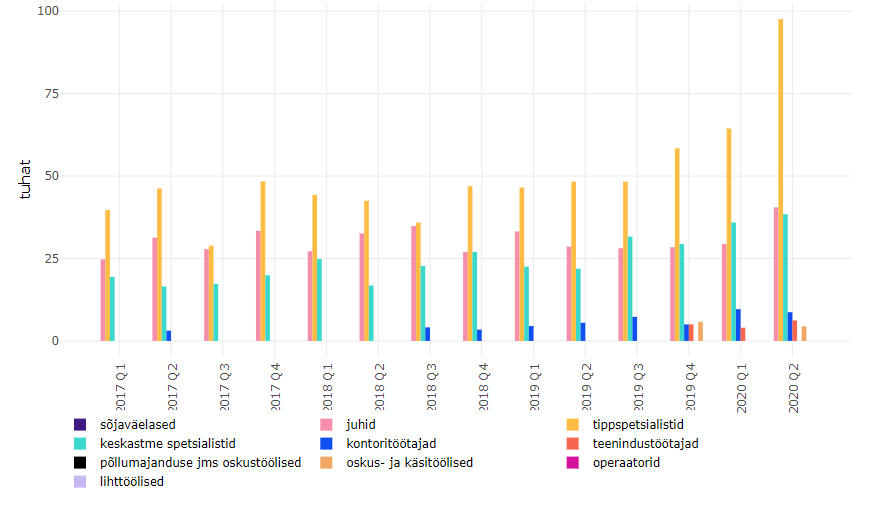 100
75
50
25
0
tuhat
2017 Q1
2017 Q2
2017 Q3
2017 Q4
2018 Q1
2018 Q2
2018 Q3
2018 Q4
2019 Q1
2019 Q2
2019 Q3
2019 Q4
2020 Q1
2020 Q2
sõjaväelased juhid tippspetsialistid
keskastme spetsialistid kontoritöötajad teenindustöötajad
põllumajanduse jms oskustöölised oskus- ja käsitöölised operaatorid
lihttöölised